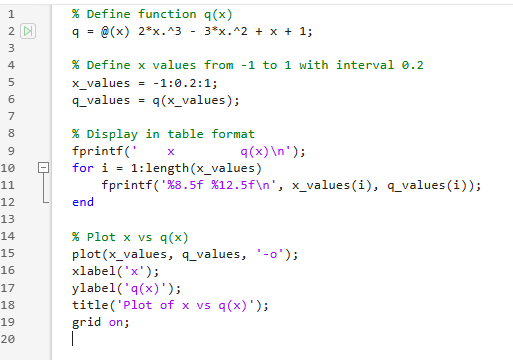 1 % Define function q(x)
2 q = @(x) 2*x.^3 - 3*x.^2 + x + 1;
3
4 % Define x values from -1 to 1 with interval 0.2
5 x_values = -1:0.2:1;
6 q_values = q(x_values);
7
8 % Display in table format
9 fprintf('    x         q(x)\n');
10 for i = 1:length(x_values)
11     fprintf('%8.5f %12.5f\n', x_values(i), q_values(i));
12 end
13
14 % Plot x vs q(x)
15 plot(x_values, q_values, '-o');
16 xlabel('x');
17 ylabel('q(x)');
18 title('Plot of x vs q(x)');
19 grid on;
20